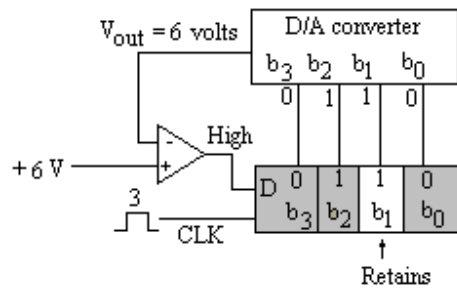 V_out = 6 volts
D/A converter
b3 b2 b1 b0
0 1 1 0
High
-
+
+ 6 V
D 0 1 1 0
b3 b2 b1 b0
3
CLK
Retains